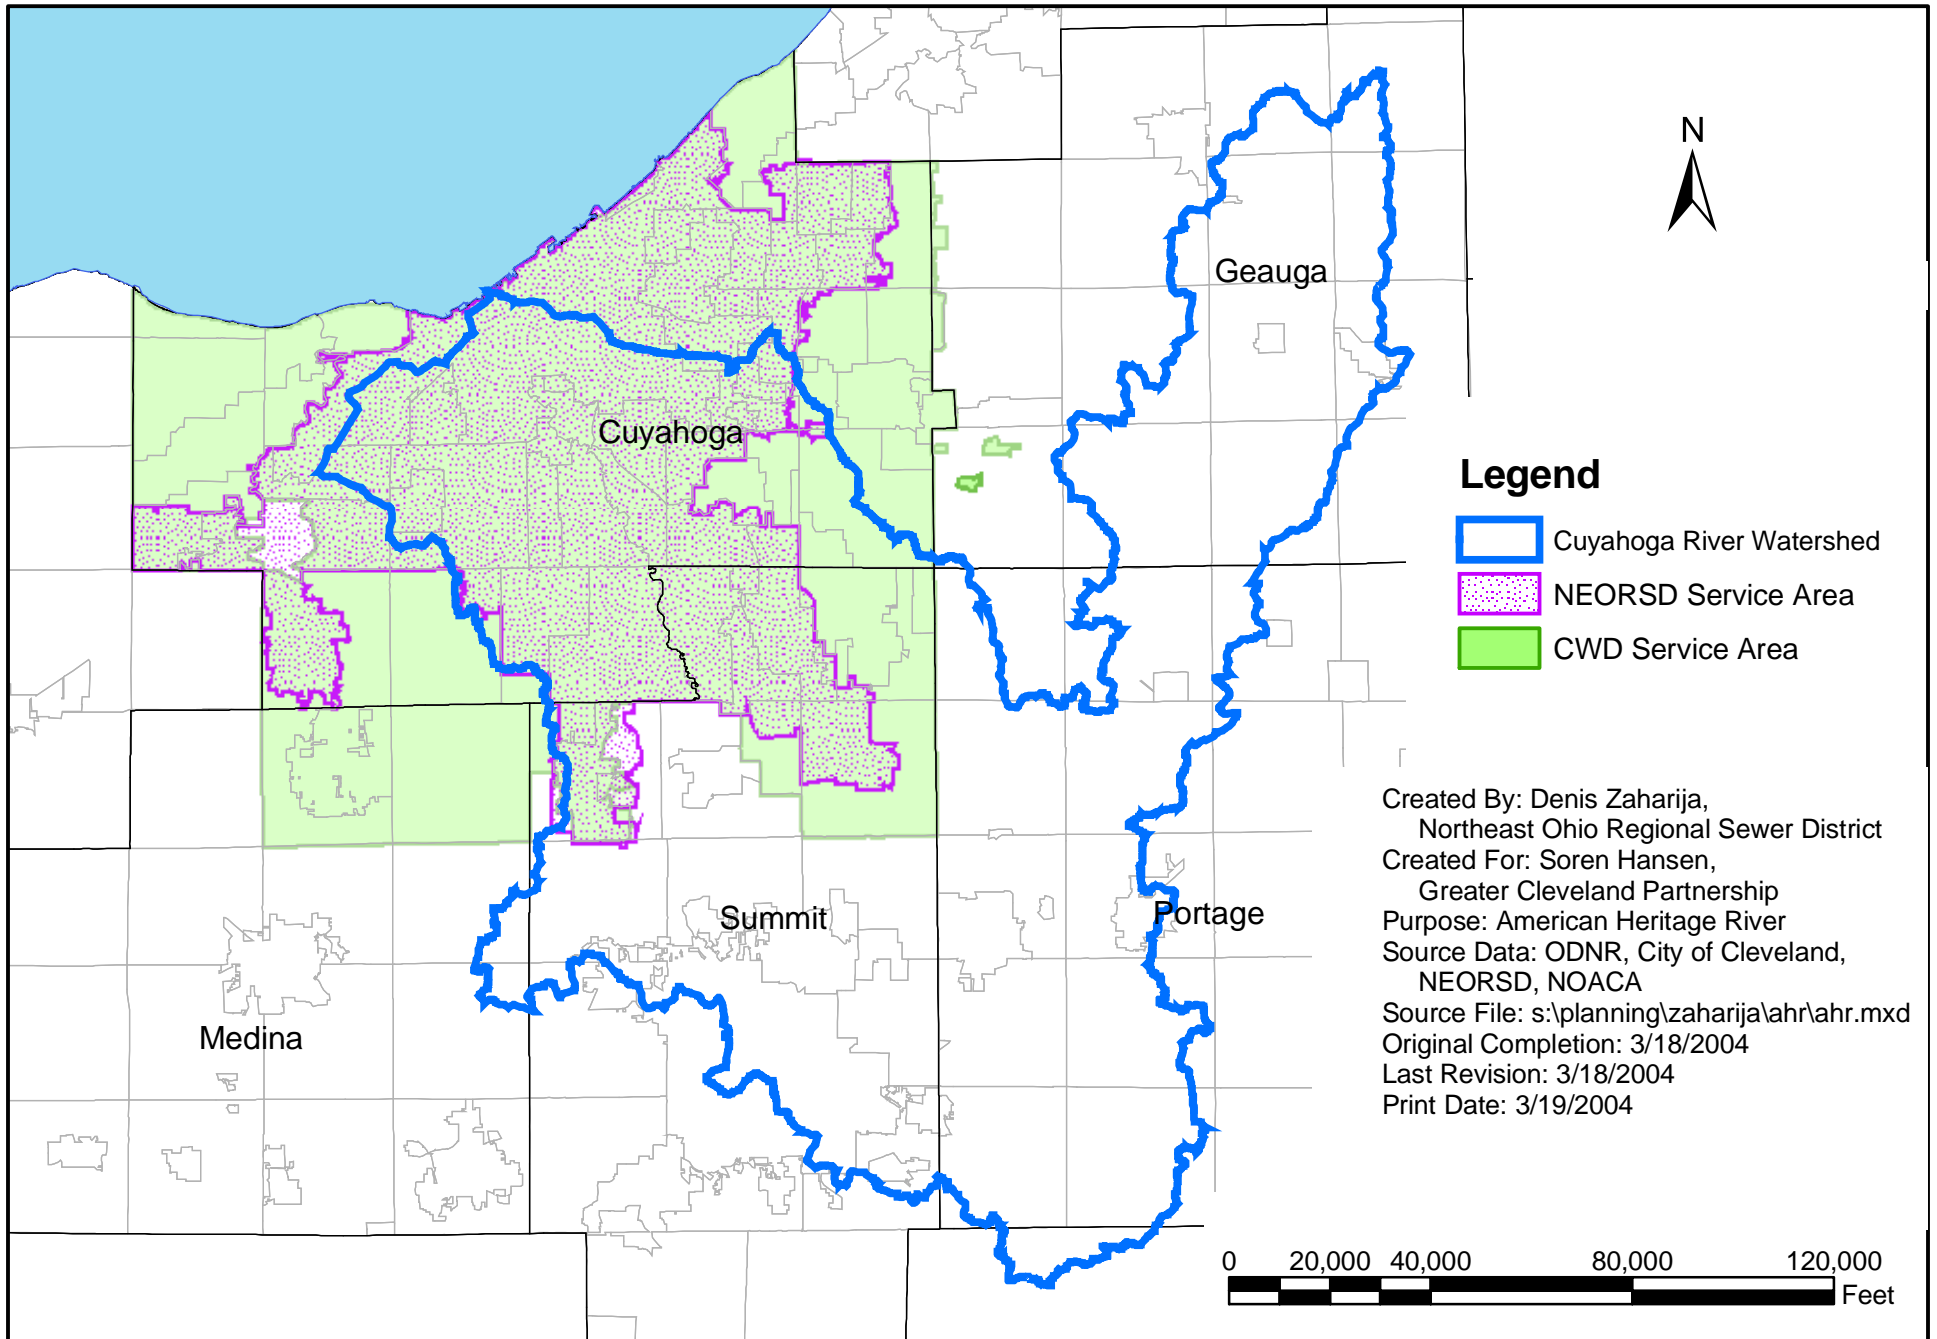 N
Geauga
Cuyahoga
Legend
Cuyahoga River Watershed
NEORSD Service Area
CWD Service Area
Created By: Denis Zaharija,
Northeast Ohio Regional Sewer District
Created For: Soren Hansen,
Greater Cleveland Partnership
Purpose: American Heritage River
Source Data: ODNR, City of Cleveland,
NEORSD, NOACA
Source File: s:\planning\zaharija\ahr\ahr.mxd
Original Completion: 3/18/2004
Last Revision: 3/18/2004
Print Date: 3/19/2004
Summit
Portage
Medina
0 20,000 40,000 80,000 120,000
Feet